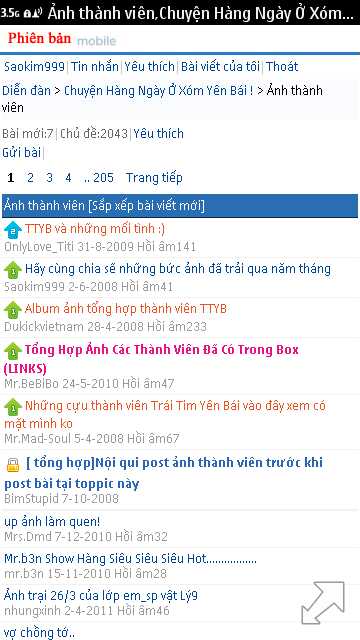 3.5G Ảnh thành viên,Chuyện Hàng Ngày Ở Xóm...
Phiên bản mobile
Saokim999| Tin nhắn| Yêu thích| Bài viết của tôi| Thoát
Diễn đàn > Chuyện Hàng Ngày Ở Xóm Yên Bái ! > Ảnh thành
viên
Bài mới:7| Chủ đề:2043| Yêu thích
Gửi bài|
1 2 3 4 .. 205 Trang tiếp
Ảnh thành viên [Sắp xếp bài viết mới]
TTYB và những mối tình :)
OnlyLove_Titi 31-8-2009 Hồi âm141
Hãy cùng chia sẽ những bức ảnh đã trải qua năm tháng
Saokim999 2-6-2008 Hồi âm41
Album ảnh tổng hợp thành viên TTYB
Dukickvietnam 28-4-2008 Hồi âm233
Tổng Hợp Ảnh Các Thành Viên Đã Có Trong Box
(LINKS)
Mr.BeBiBo 24-5-2010 Hồi âm47
Những cựu thành viên Trái Tim Yên Bái vào đây xem có
mặt mình ko
Mr.Mad-Soul 5-4-2008 Hồi âm67
[ tổng hợp]Nội qui post ảnh thành viên trước khi
post bài tại toppic này
BImStupid 7-10-2008
up ảnh làm quen!
Mrs.Dmd 7-12-2010 Hồi âm32
Mr.b3n Show Hàng Siêu Siêu Siêu Hot................
mr.b3n 15-11-2010 Hồi âm28
Ảnh trại 26/3 của lớp em_sp vật Lý9
nhungxinh 2-4-2011 Hồi âm46
vợ chồng tớ..